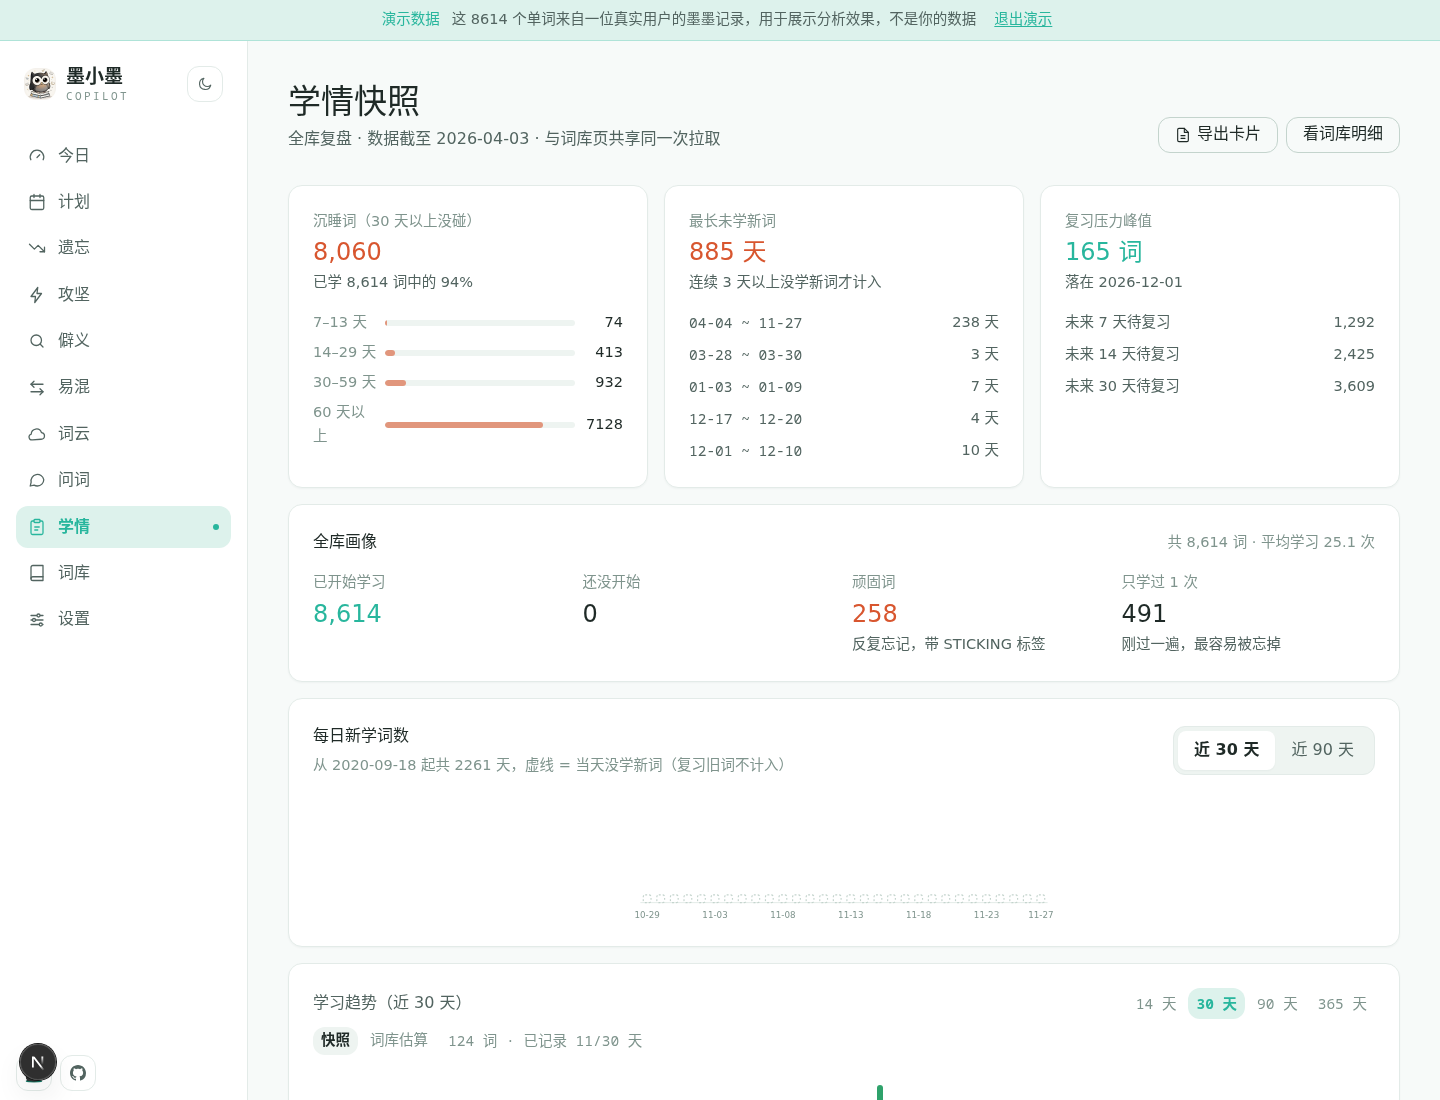 演示数据 这 8614 个单词来自一位真实用户的墨墨记录，用于展示分析效果，不是你的数据 退出演示
墨小墨
COPILOT
今日
计划
遗忘
攻坚
僻义
易混
词云
问词
学情
词库
设置
学情快照
全库复盘 · 数据截至 2026-04-03 · 与词库页共享同一次拉取
导出卡片
看词库明细
沉睡词（30 天以上没碰）
8,060
已学 8,614 词中的 94%
7–13 天 74
14–29 天 413
30–59 天 932
60 天以上 7128
最长未学新词
885 天
连续 3 天以上没学新词才计入
04-04 ~ 11-27 238 天
03-28 ~ 03-30 3 天
01-03 ~ 01-09 7 天
12-17 ~ 12-20 4 天
12-01 ~ 12-10 10 天
复习压力峰值
165 词
落在 2026-12-01
未来 7 天待复习 1,292
未来 14 天待复习 2,425
未来 30 天待复习 3,609
全库画像
共 8,614 词 · 平均学习 25.1 次
已开始学习
8,614
还没开始
0
顽固词
258
反复忘记，带 STICKING 标签
只学过 1 次
491
刚过一遍，最容易被忘掉
每日新学词数
从 2020-09-18 起共 2261 天，虚线 = 当天没学新词（复习旧词不计入）
近 30 天 近 90 天
10-29 11-03 11-08 11-13 11-18 11-23 11-27
学习趋势（近 30 天）
14 天 30 天 90 天 365 天
快照 词库估算 124 词 · 已记录 11/30 天
N